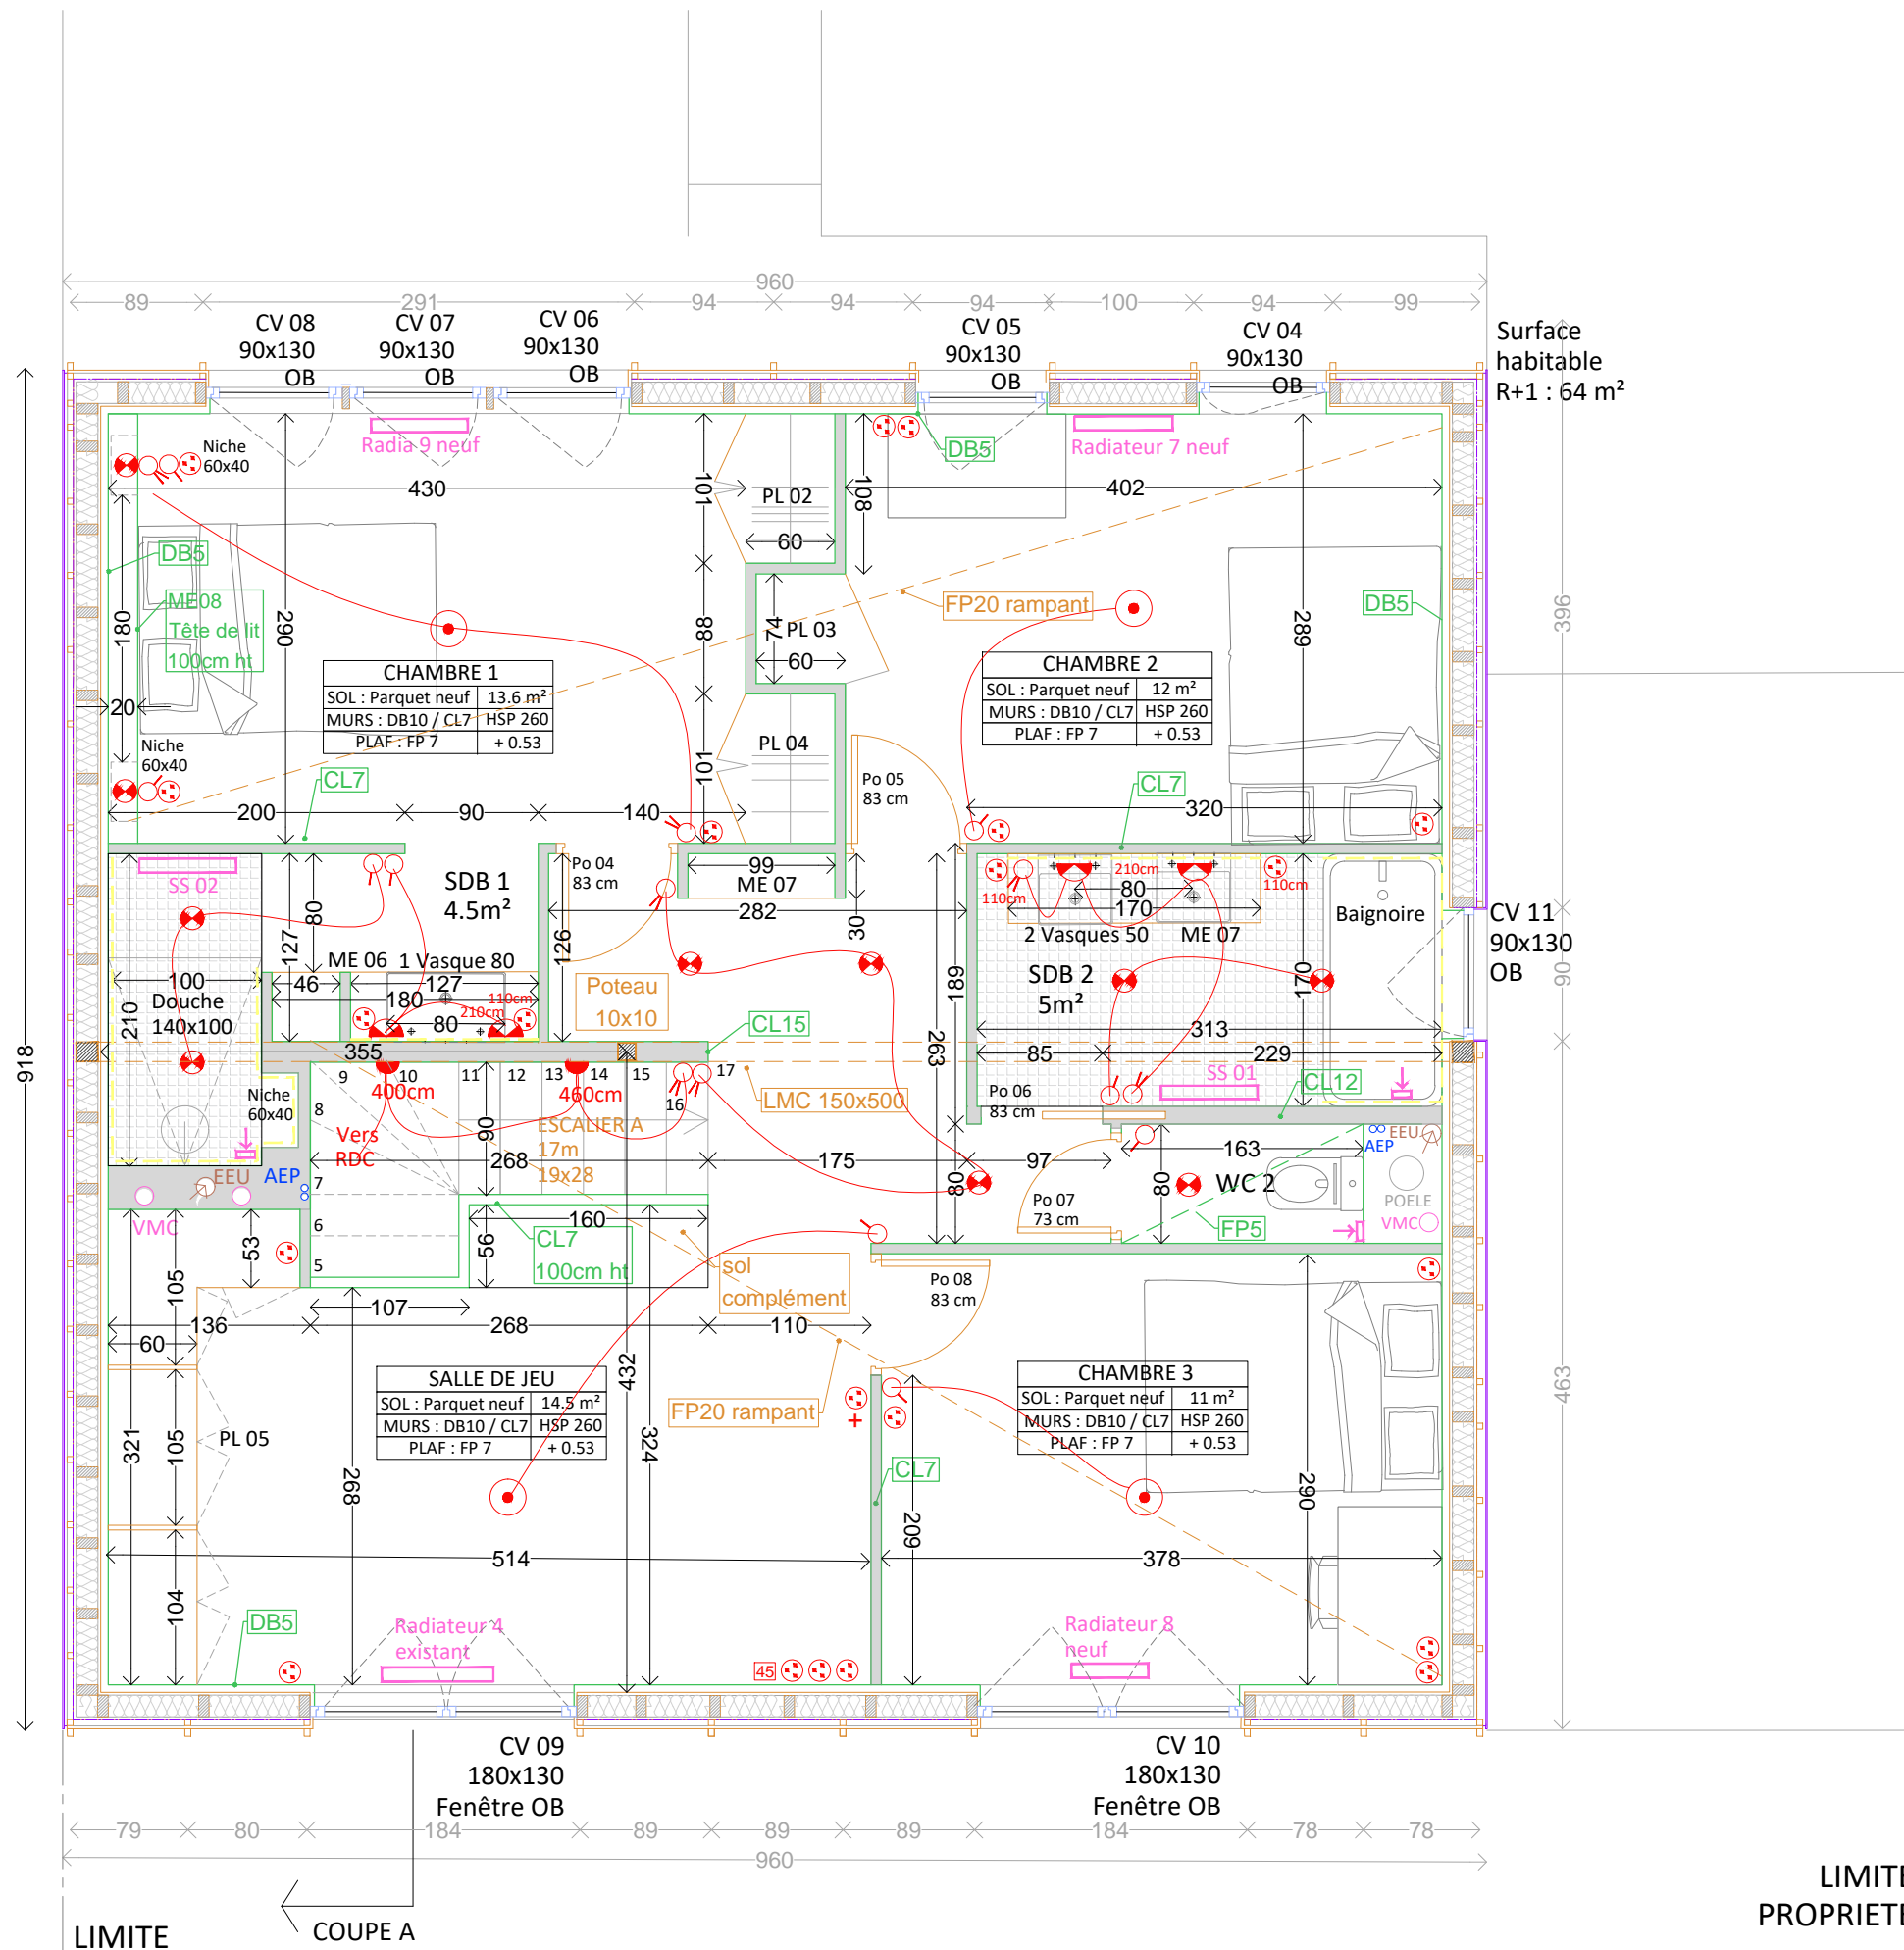 960
89
291
94
94
94
100
94
99
CV 08
90x130
OB
CV 07
90x130
OB
CV 06
90x130
OB
CV 05
90x130
OB
CV 04
90x130
OB
Surface
habitable
R+1 : 64 m²
Radia 9 neuf
Radiateur 7 neuf
Niche
60x40
DB5
430
101
PL 02
108
402
60
DB5
ME08
Tête de lit
100cm ht
180
290
88
74
PL 03
60
FP20 rampant
289
DB5
396
20
CHAMBRE 1
SOL : Parquet neuf 13.6 m²
MURS : DB10 / CL7 HSP 260
PLAF : FP 7 + 0.53
CHAMBRE 2
SOL : Parquet neuf 12 m²
MURS : DB10 / CL7 HSP 260
PLAF : FP 7 + 0.53
Niche
60x40
CL7
101
PL 04
Po 05
83 cm
CL7
200
90
140
320
SS 02
SDB 1
4.5m²
Po 04
83 cm
99
ME 07
282
30
110cm
210cm
110cm
80
170
2 Vasques 50
ME 07
Baignoire
CV 11
90x130
OB
90
127
80
126
ME 06
1 Vasque 80
46
127
180
110cm
210cm
80
100
Douche
140x100
210
Poteau
10x10
CL15
189
263
SDB 2
5m²
170
313
85
229
SS 01
CL12
918
355
9
10
11
12
13
14
15
16
17
400cm
460cm
LMC 150x500
Po 06
83 cm
Niche
60x40
8
Vers
RDC
90
ESCALIER A
17m
19x28
268
175
97
163
AEP
EEU
EEU
AEP
7
80
80
WC 2
POELE
VMC
VMC
Po 07
73 cm
FP5
6
5
53
105
56
160
CL7
100cm ht
sol
complément
107
136
268
110
60
Po 08
83 cm
432
SALLE DE JEU
SOL : Parquet neuf 14.5 m²
MURS : DB10 / CL7 HSP 260
PLAF : FP 7 + 0.53
FP20 rampant
CHAMBRE 3
SOL : Parquet neuf 11 m²
MURS : DB10 / CL7 HSP 260
PLAF : FP 7 + 0.53
463
321
105
PL 05
268
324
CL7
209
260
514
378
104
DB5
Radiateur 4
existant
Radiateur 8
neuf
45
CV 09
180x130
Fenêtre OB
CV 10
180x130
Fenêtre OB
79
80
184
89
89
89
184
78
78
960
COUPE A
LIMITE
LIMITE
PROPRIETE